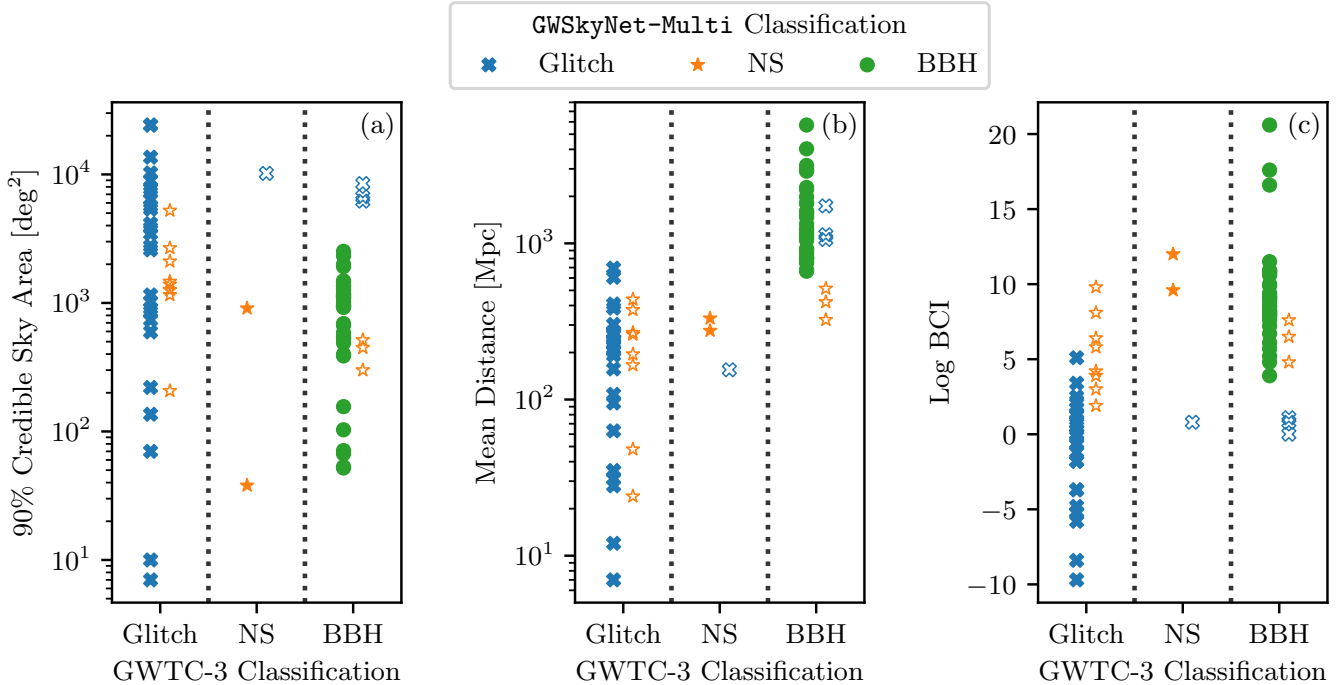 GWSkyNet-Multi Classification
Glitch NS BBH
(a)
90% Credible Sky Area [deg²]
10⁴
10³
10²
10¹
Glitch NS BBH
GWTC-3 Classification
(b)
Mean Distance [Mpc]
10³
10²
10¹
Glitch NS BBH
GWTC-3 Classification
(c)
Log BCI
20
15
10
5
0
−5
−10
Glitch NS BBH
GWTC-3 Classification